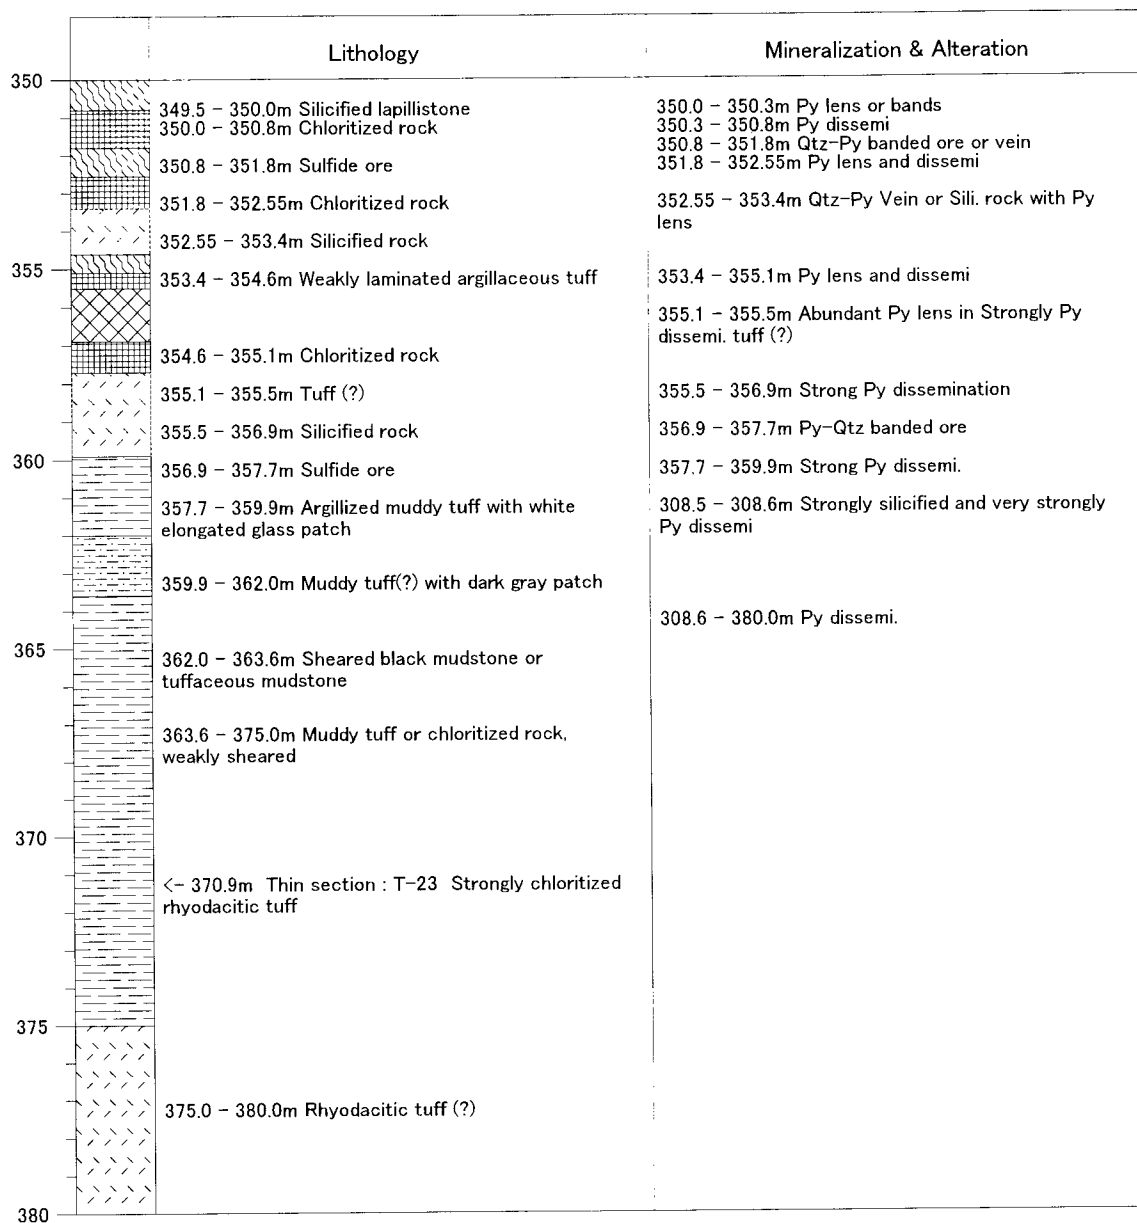 Lithology
Mineralization & Alteration
350
355
360
365
370
375
380
349.5 - 350.0m Silicified lapillistone
350.0 - 350.8m Chloritized rock
350.8 - 351.8m Sulfide ore
351.8 - 352.55m Chloritized rock
352.55 - 353.4m Silicified rock
353.4 - 354.6m Weakly laminated argillaceous tuff
354.6 - 355.1m Chloritized rock
355.1 - 355.5m Tuff (?)
355.5 - 356.9m Silicified rock
356.9 - 357.7m Sulfide ore
357.7 - 359.9m Argillized muddy tuff with white
elongated glass patch
359.9 - 362.0m Muddy tuff(?) with dark gray patch
362.0 - 363.6m Sheared black mudstone or
tuffaceous mudstone
363.6 - 375.0m Muddy tuff or chloritized rock,
weakly sheared
<- 370.9m Thin section : T-23 Strongly chloritized
rhyodacitic tuff
375.0 - 380.0m Rhyodacitic tuff (?)
350.0 - 350.3m Py lens or bands
350.3 - 350.8m Py dissemi
350.8 - 351.8m Qtz-Py banded ore or vein
351.8 - 352.55m Py lens and dissemi
352.55 - 353.4m Qtz-Py Vein or Sili. rock with Py
lens
353.4 - 355.1m Py lens and dissemi
355.1 - 355.5m Abundant Py lens in Strongly Py
dissemi. tuff (?)
355.5 - 356.9m Strong Py dissemination
356.9 - 357.7m Py-Qtz banded ore
357.7 - 359.9m Strong Py dissemi.
308.5 - 308.6m Strongly silicified and very strongly
Py dissemi
308.6 - 380.0m Py dissemi.